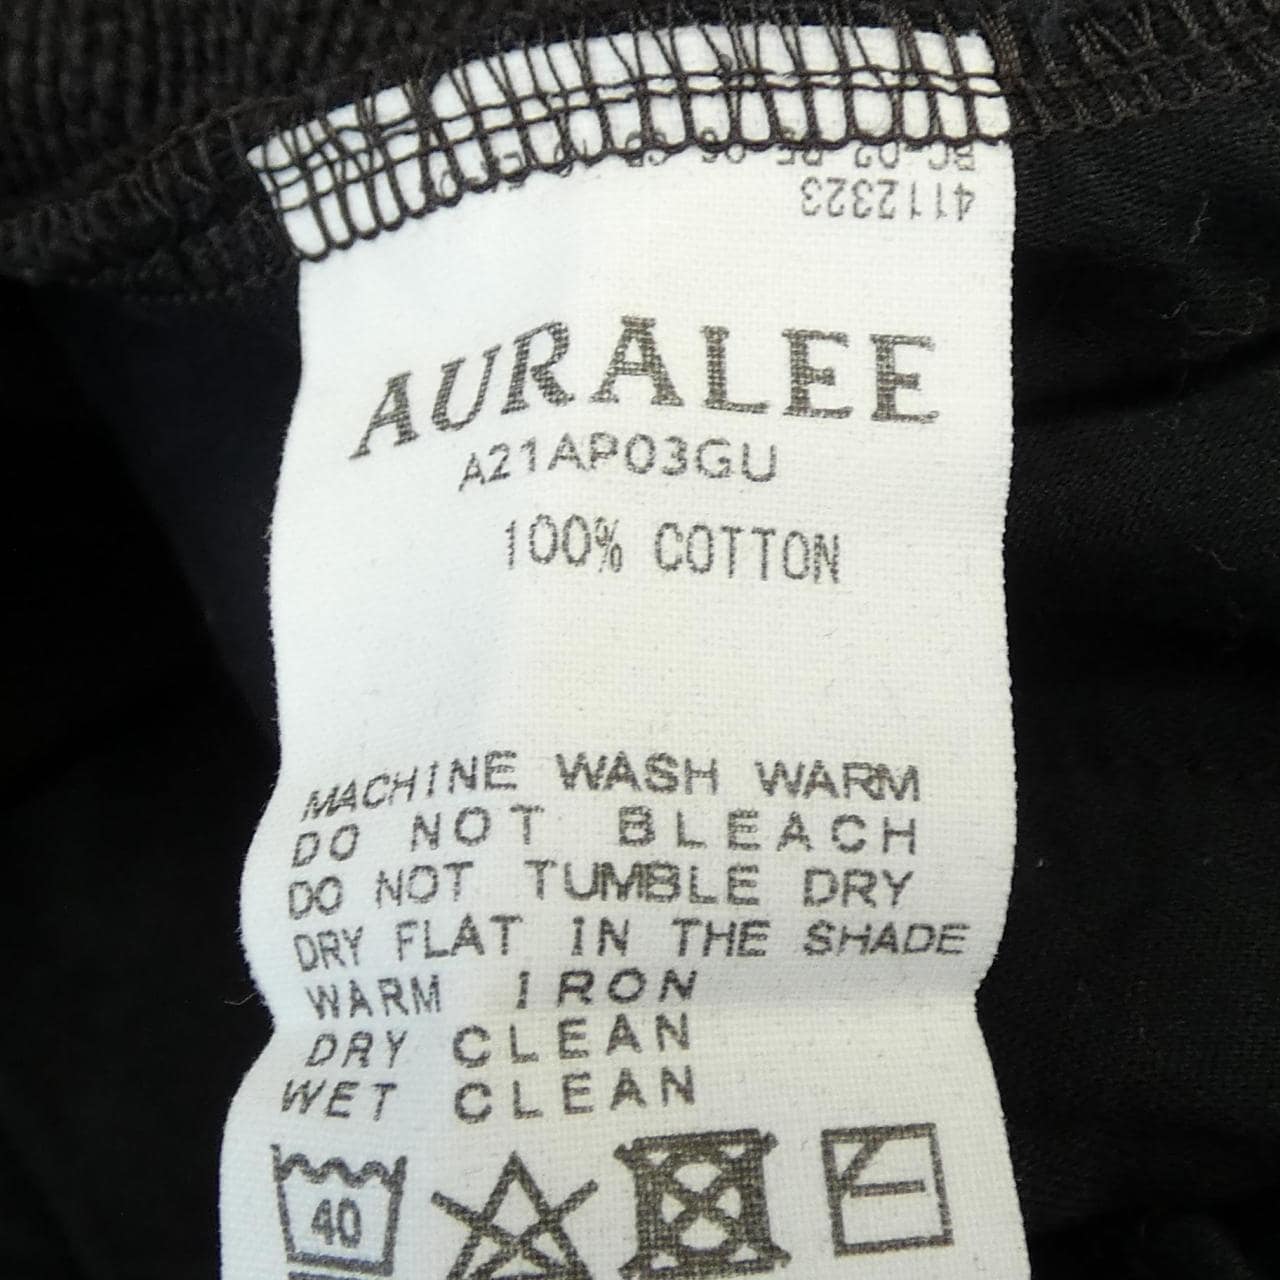 4112323
AURALEE
A21AP03GU
100% COTTON
MACHINE WASH WARM
DO NOT BLEACH
DO NOT TUMBLE DRY
DRY FLAT IN THE SHADE
WARM IRON
DRY CLEAN
WET CLEAN
40